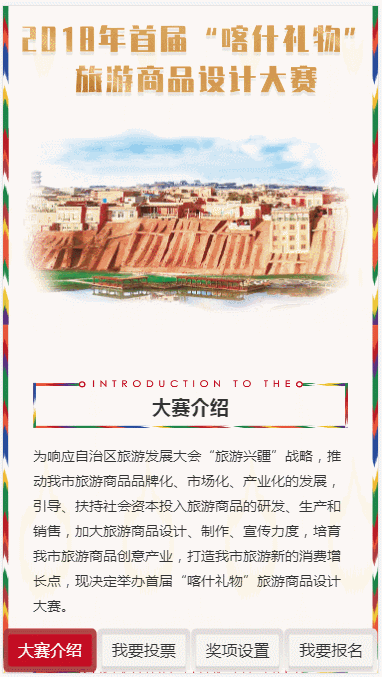 2018年首届“喀什礼物”
旅游商品设计大赛
INTRODUCTION TO THE
大赛介绍
为响应自治区旅游发展大会“旅游兴疆”战略，推
动我市旅游商品品牌化、市场化、产业化的发展，
引导、扶持社会资本投入旅游商品的研发、生产和
销售，加大旅游商品设计、制作、宣传力度，培育
我市旅游商品创意产业，打造我市旅游新的消费增
长点，现决定举办首届“喀什礼物”旅游商品设计
大赛。
大赛介绍 我要投票 奖项设置 我要报名